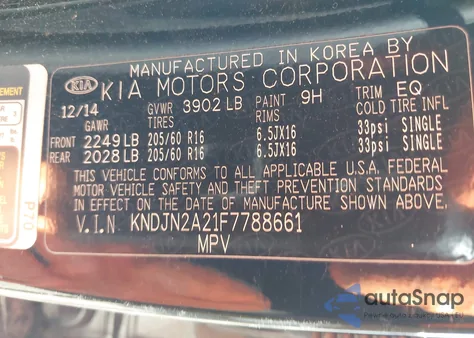 MANUFACTURED IN KOREA BY
KIA KIA MOTORS CORPORATION
12/14 GVWR 3902 LB PAINT 9H TRIM EQ
GAWR TIRES RIMS COLD TIRE INFL
FRONT 2249 LB 205/60 R16 6.5JX16 33psi SINGLE
REAR 2028 LB 205/60 R16 6.5JX16 33psi SINGLE
THIS VEHICLE CONFORMS TO ALL APPLICABLE U.S.A. FEDERAL
MOTOR VEHICLE SAFETY AND THEFT PREVENTION STANDARDS
IN EFFECT ON THE DATE OF MANUFACTURE SHOWN ABOVE.
V.I.N KNDJN2A21F7788661
MPV
P70
autoSnap